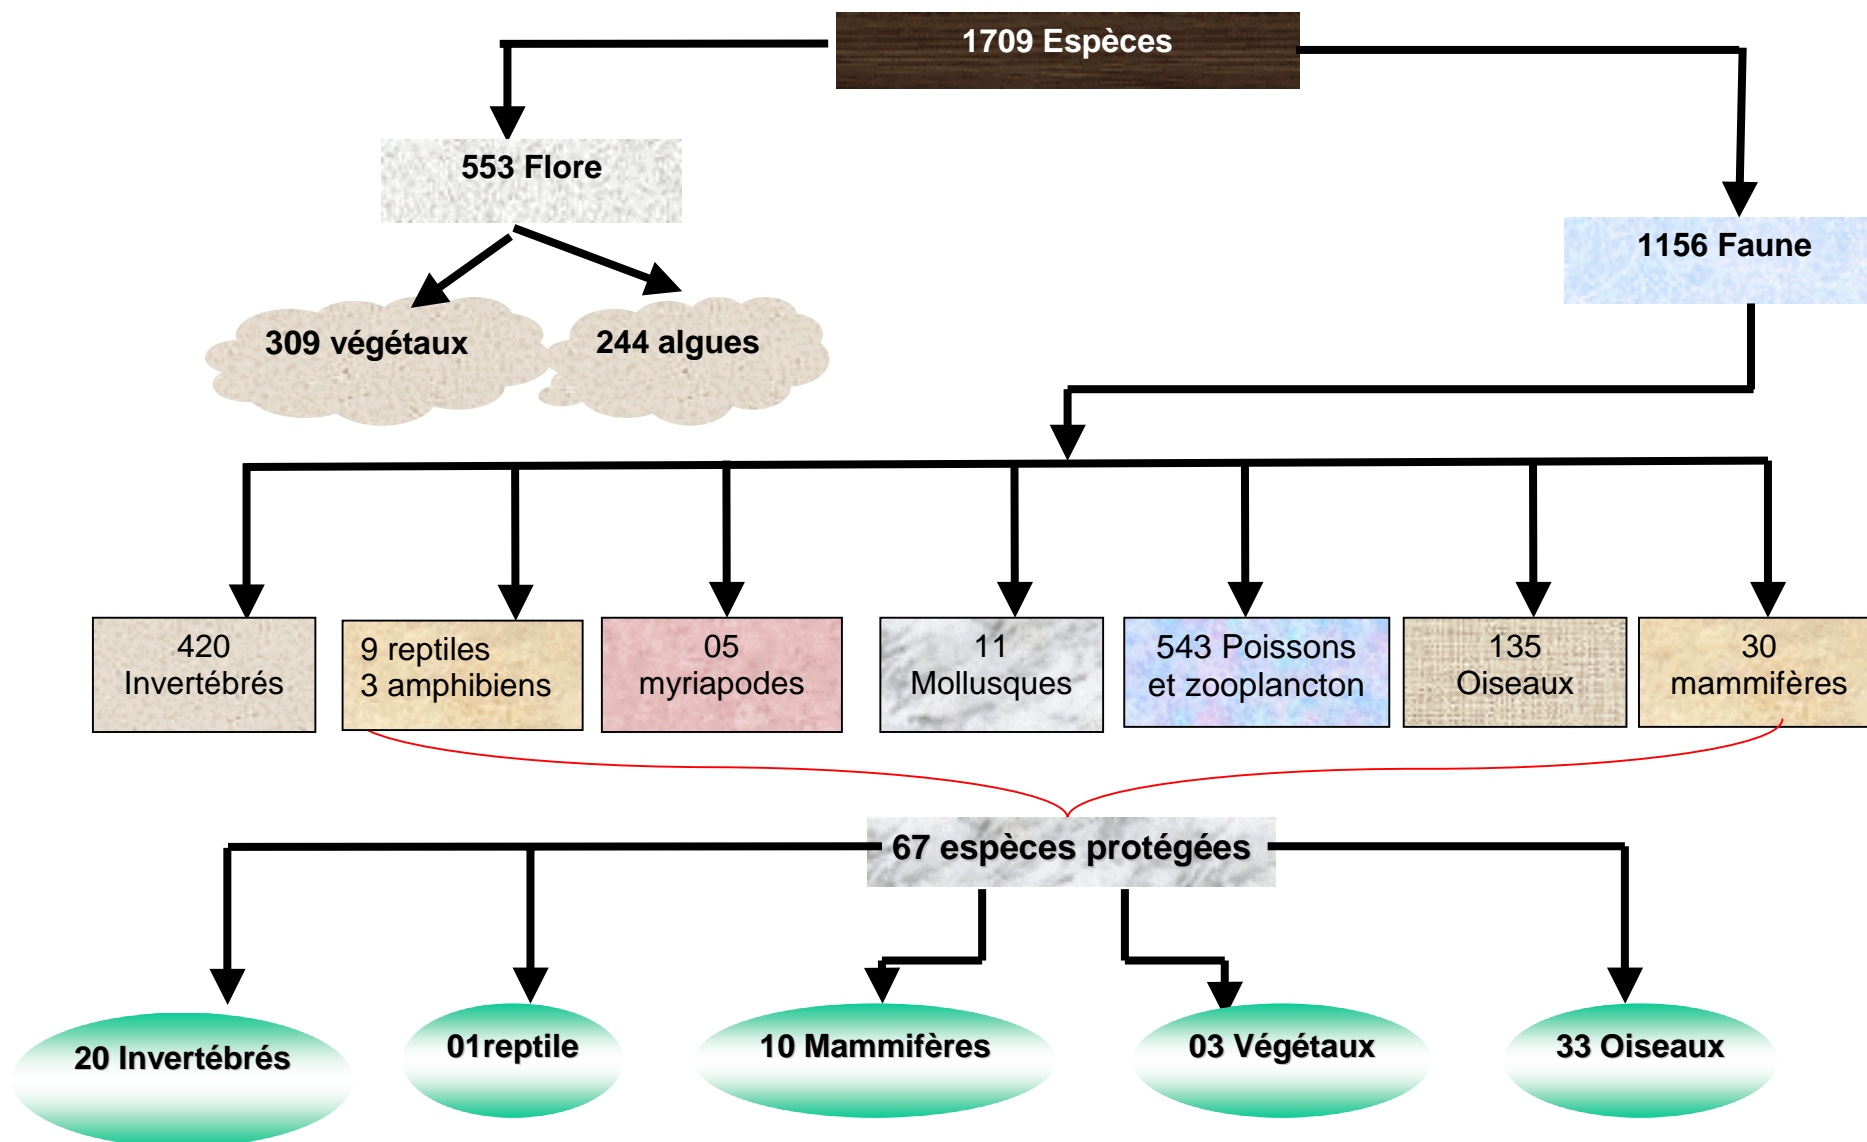 1709 Espèces
553 Flore
1156 Faune
309 végétaux
244 algues
420
Invertébrés
9 reptiles
3 amphibiens
05
myriapodes
11
Mollusques
543 Poissons
et zooplancton
135
Oiseaux
30
mammifères
67 espèces protégées
20 Invertébrés
01reptile
10 Mammifères
03 Végétaux
33 Oiseaux